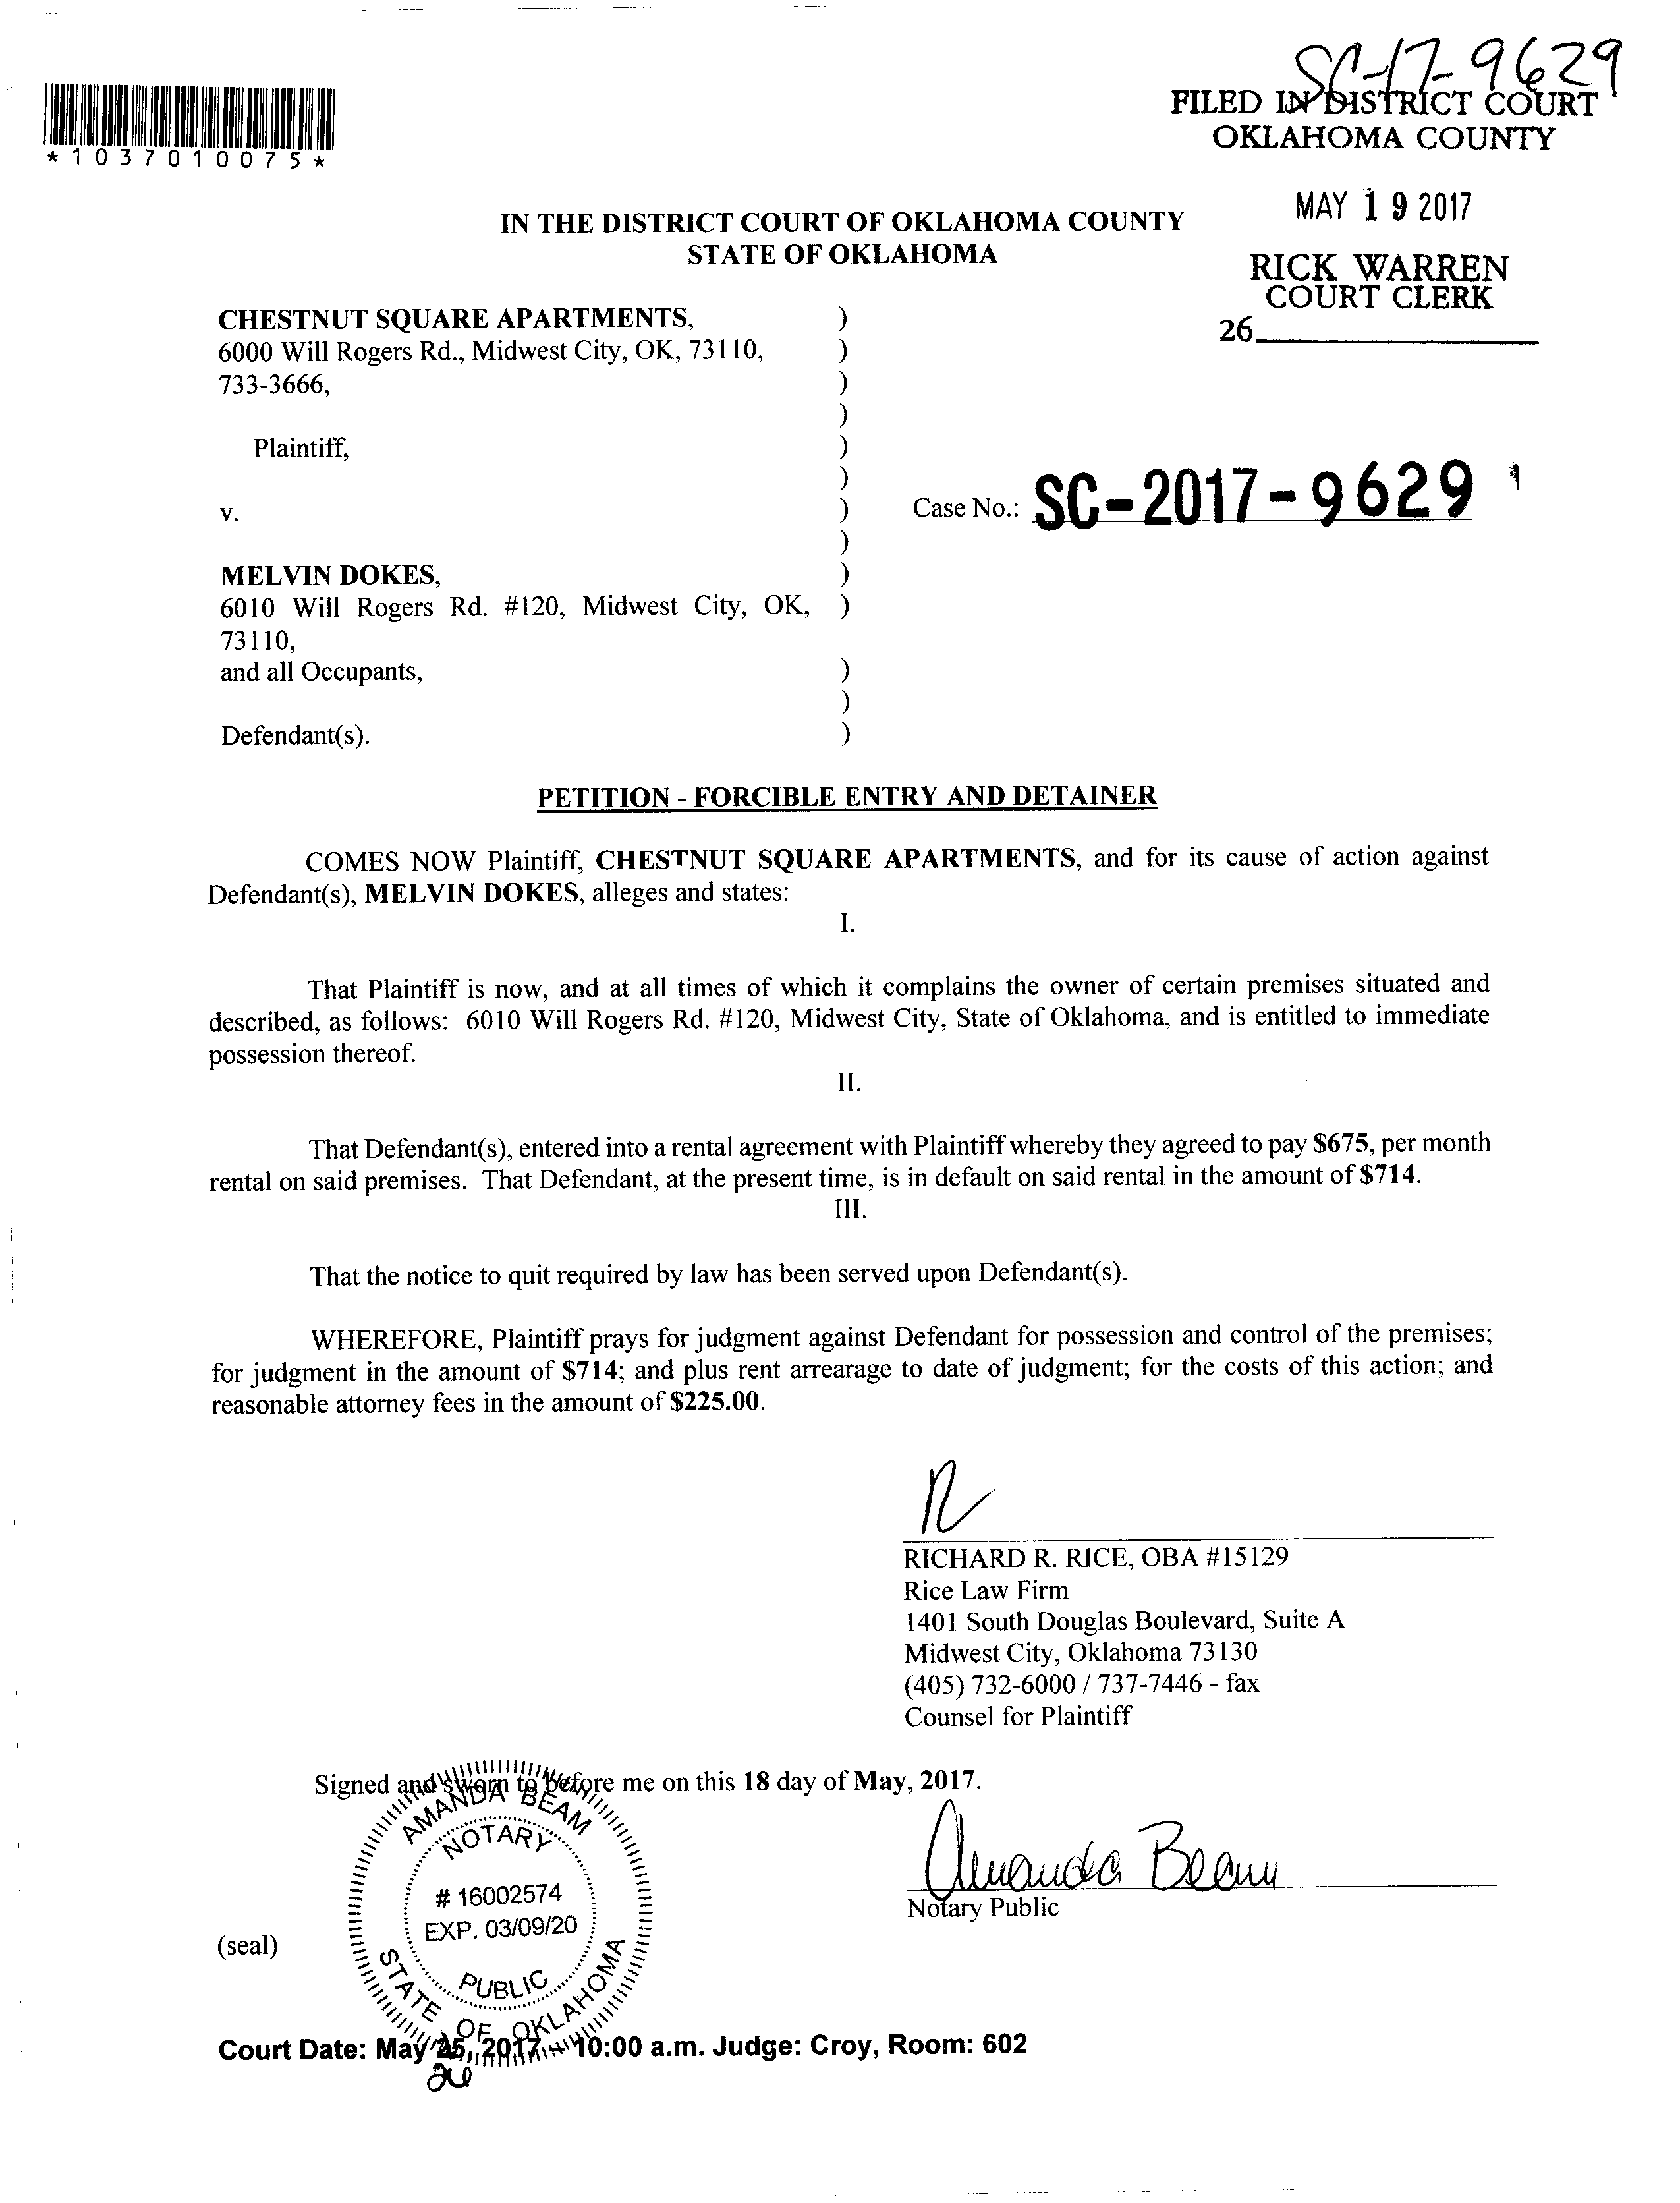 SC-17-9629
FILED IN DISTRICT COURT
OKLAHOMA COUNTY
*1037010075*
MAY 19 2017
IN THE DISTRICT COURT OF OKLAHOMA COUNTY
STATE OF OKLAHOMA
RICK WARREN
COURT CLERK
26
CHESTNUT SQUARE APARTMENTS, )
6000 Will Rogers Rd., Midwest City, OK, 73110, )
733-3666, )
)
Plaintiff, )
)
v. ) Case No.: SC-2017-9629
)
MELVIN DOKES, )
6010 Will Rogers Rd. #120, Midwest City, OK, )
73110,
and all Occupants, )
)
Defendant(s). )
PETITION - FORCIBLE ENTRY AND DETAINER
COMES NOW Plaintiff, CHESTNUT SQUARE APARTMENTS, and for its cause of action against
Defendant(s), MELVIN DOKES, alleges and states:
I.
That Plaintiff is now, and at all times of which it complains the owner of certain premises situated and
described, as follows: 6010 Will Rogers Rd. #120, Midwest City, State of Oklahoma, and is entitled to immediate
possession thereof.
II.
That Defendant(s), entered into a rental agreement with Plaintiff whereby they agreed to pay $675, per month
rental on said premises. That Defendant, at the present time, is in default on said rental in the amount of $714.
III.
That the notice to quit required by law has been served upon Defendant(s).
WHEREFORE, Plaintiff prays for judgment against Defendant for possession and control of the premises;
for judgment in the amount of $714; and plus rent arrearage to date of judgment; for the costs of this action; and
reasonable attorney fees in the amount of $225.00.
RICHARD R. RICE, OBA #15129
Rice Law Firm
1401 South Douglas Boulevard, Suite A
Midwest City, Oklahoma 73130
(405) 732-6000 / 737-7446 - fax
Counsel for Plaintiff
Signed and sworn to before me on this 18 day of May, 2017.
AMANDA BEAM
NOTARY
# 16002574
EXP. 03/09/20
PUBLIC
STATE OF OKLAHOMA
Amanda Beam
Notary Public
(seal)
Court Date: May 25, 2017 - 10:00 a.m. Judge: Croy, Room: 602
26